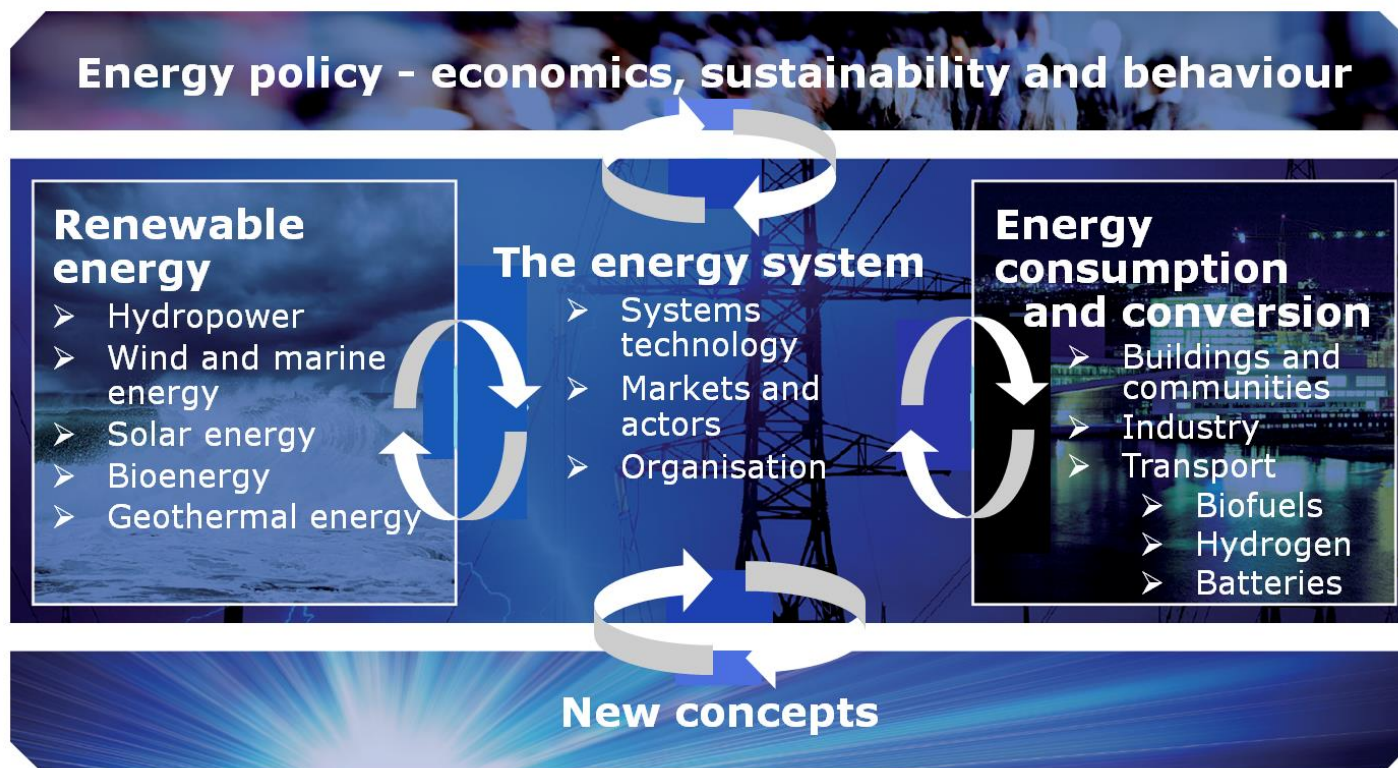 Energy policy - economics, sustainability and behaviour
Renewable
energy
➢ Hydropower
➢ Wind and marine
energy
➢ Solar energy
➢ Bioenergy
➢ Geothermal energy
The energy system
➢ Systems
technology
➢ Markets and
actors
➢ Organisation
Energy
consumption
and conversion
➢ Buildings and
communities
➢ Industry
➢ Transport
➢ Biofuels
➢ Hydrogen
➢ Batteries
New concepts